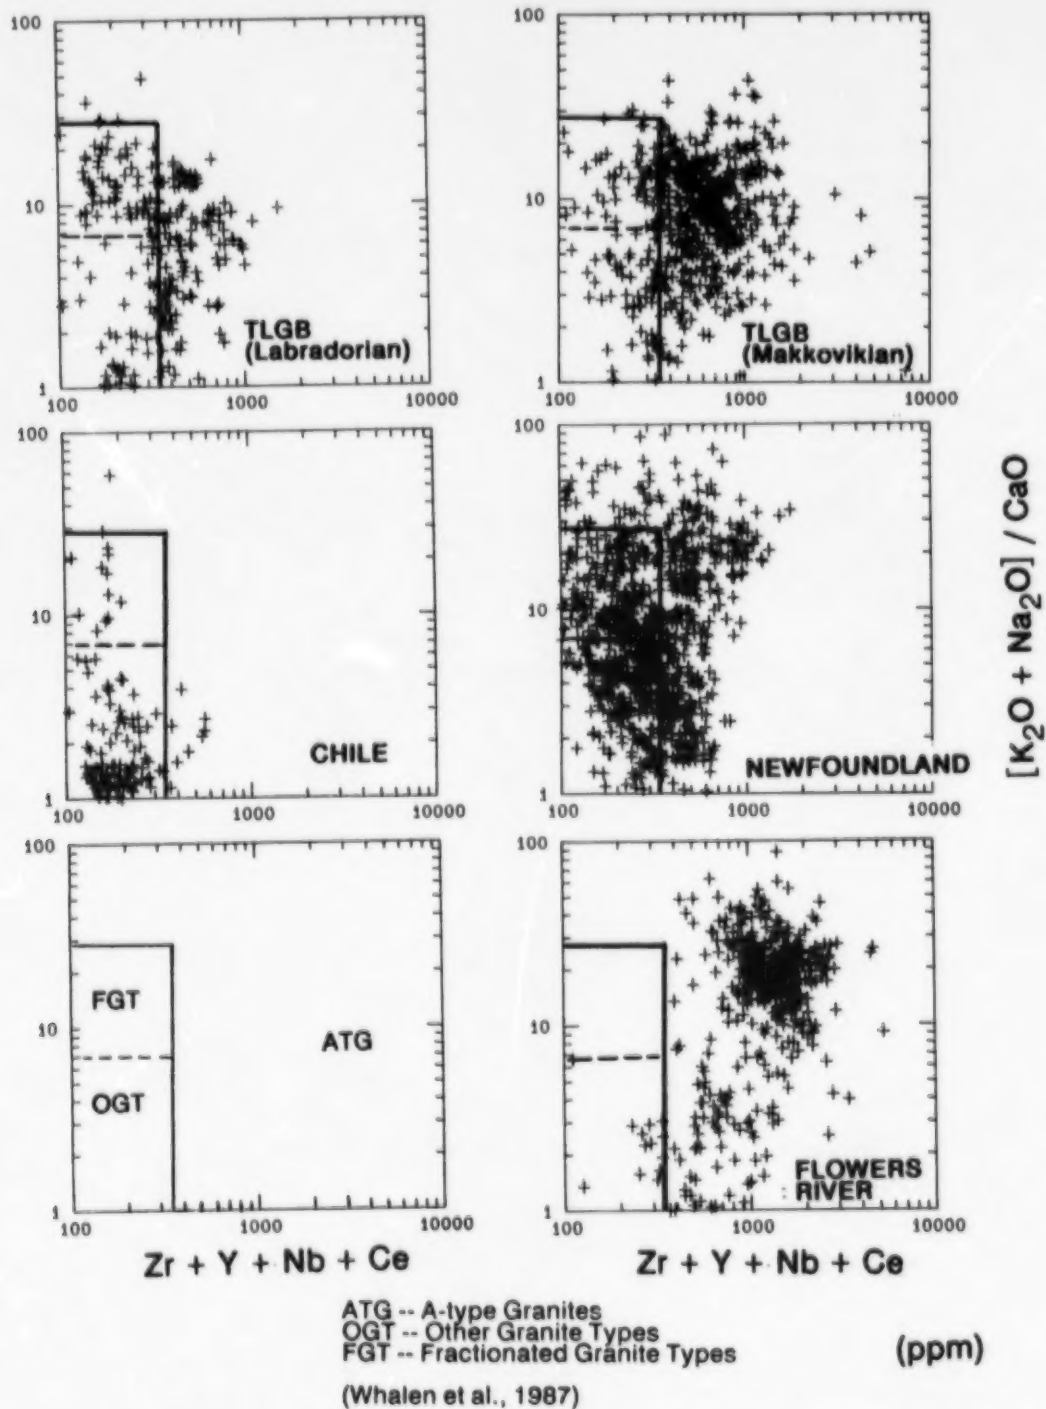 100
10
1
100
1000
10000
TLGB
(Labradorian)
100
10
1
100
1000
10000
TLGB
(Makkovikian)
100
10
1
100
1000
10000
CHILE
100
10
1
100
1000
10000
NEWFOUNDLAND
[K2O + Na2O] / CaO
100
10
1
100
1000
10000
FGT
OGT
ATG
Zr + Y + Nb + Ce
100
10
1
100
1000
10000
FLOWERS
RIVER
Zr + Y + Nb + Ce
ATG -- A-type Granites
OGT -- Other Granite Types
FGT -- Fractionated Granite Types
(ppm)
(Whalen et al., 1987)